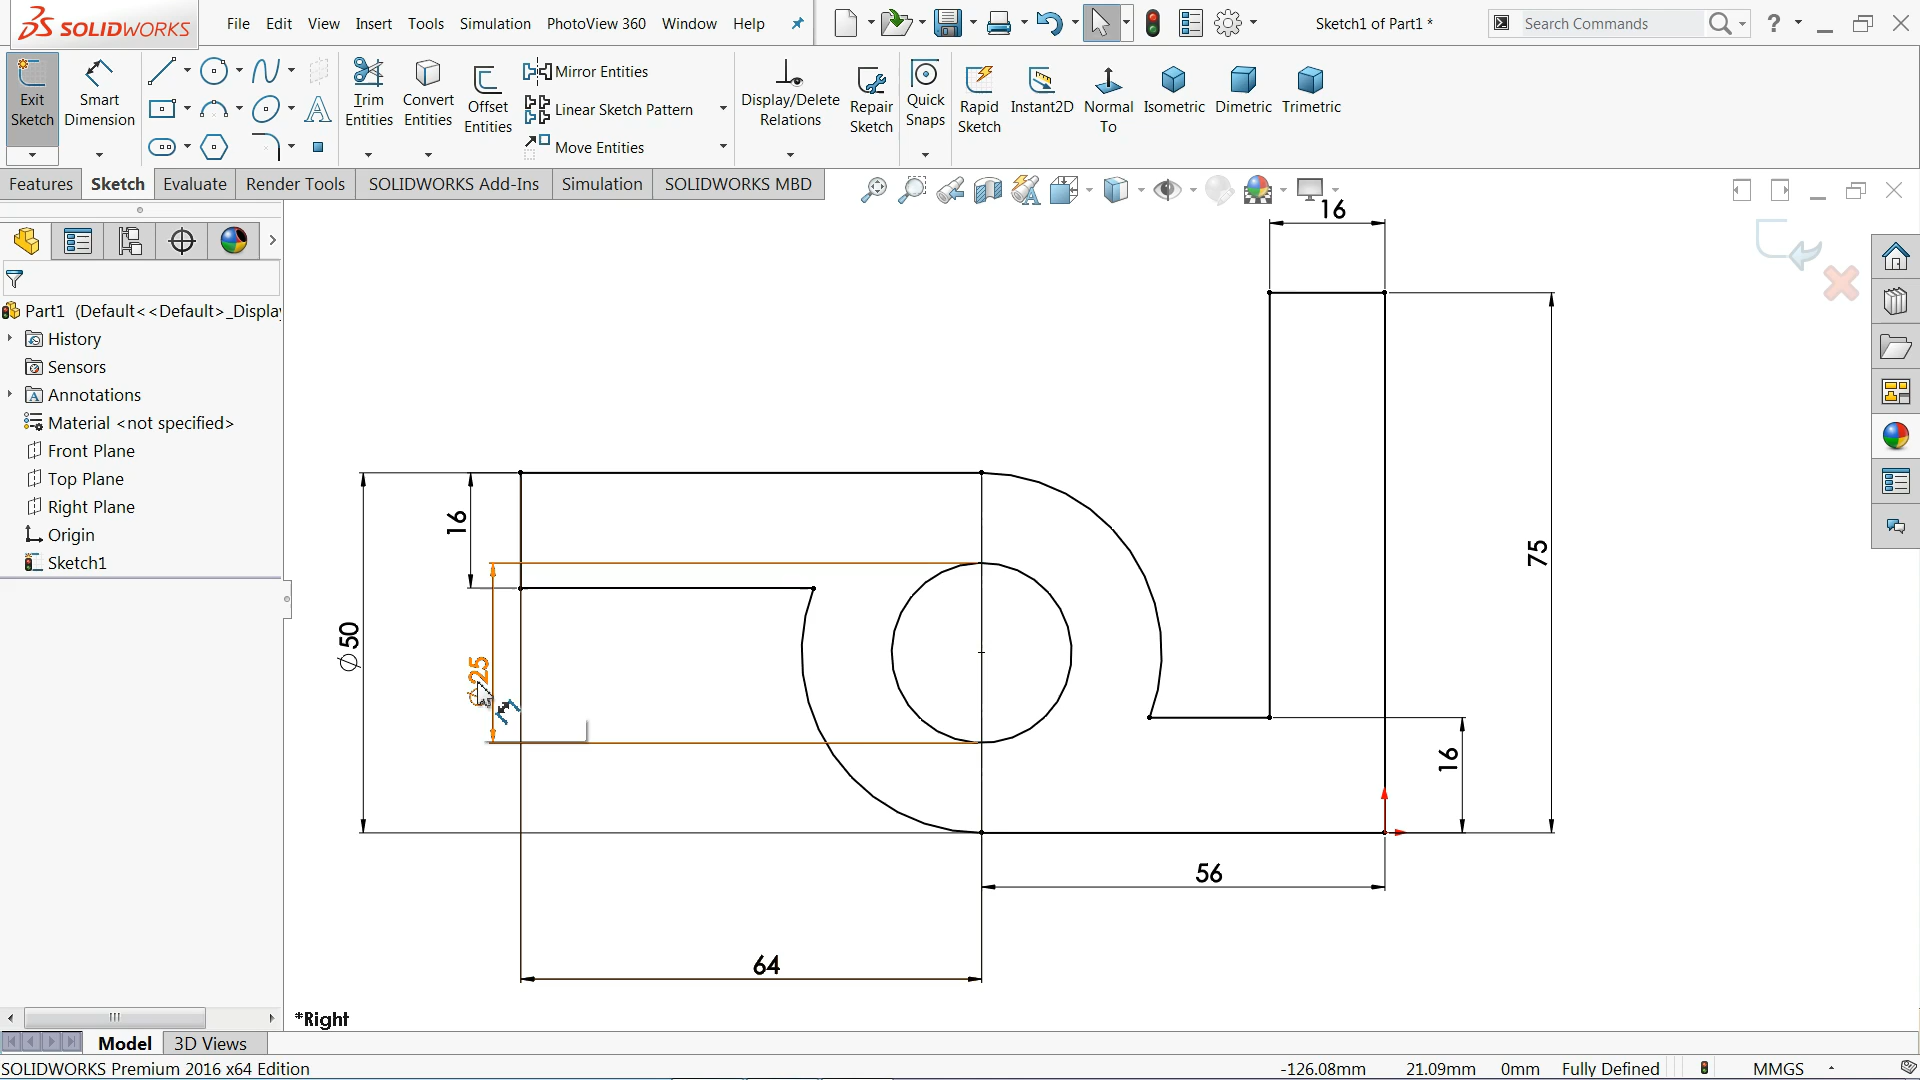 SOLIDWORKS
File Edit View Insert Tools Simulation PhotoView 360 Window Help
Sketch1 of Part1 *
Search Commands
?
Exit Sketch
Smart Dimension
Trim Entities
Convert Entities
Offset Entities
Mirror Entities
Linear Sketch Pattern
Move Entities
Display/Delete Relations
Repair Sketch
Quick Snaps
Rapid Sketch
Instant2D
Normal To
Isometric
Dimetric
Trimetric
Features Sketch Evaluate Render Tools SOLIDWORKS Add-Ins Simulation SOLIDWORKS MBD
Part1 (Default<<Default>_Displa
History
Sensors
Annotations
Material <not specified>
Front Plane
Top Plane
Right Plane
Origin
Sketch1
16
16
75
∅50
∅25
16
56
64
*Right
Model 3D Views
SOLIDWORKS Premium 2016 x64 Edition
-126.08mm 21.09mm 0mm Fully Defined MMGS